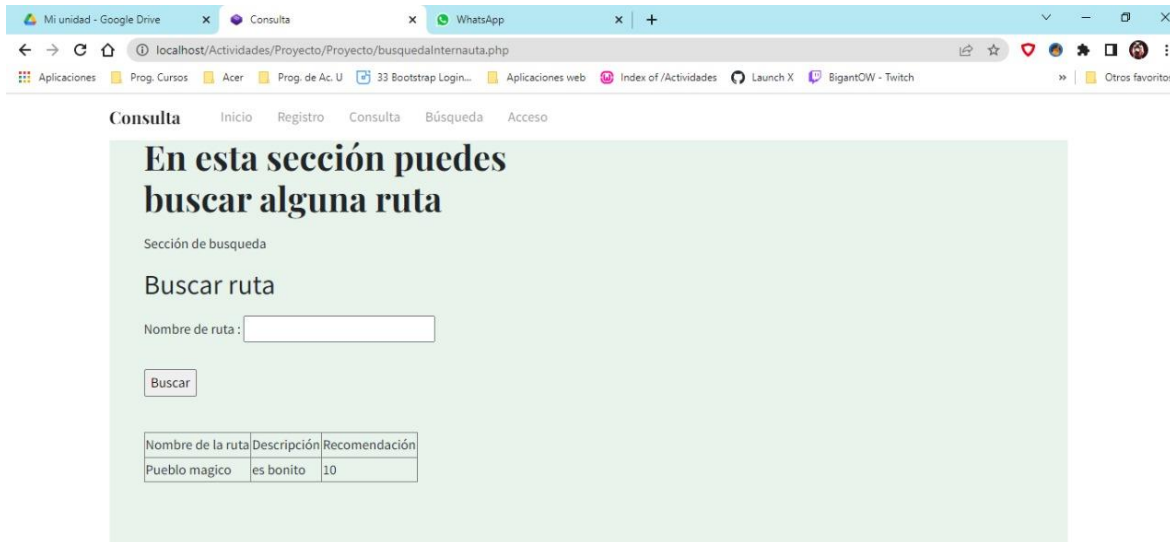 Mi unidad - Google Drive
Consulta
WhatsApp
localhost/Actividades/Proyecto/Proyecto/busquedaInternauta.php
Aplicaciones Prog. Cursos Acer Prog. de Ac. U 33 Bootstrap Login... Aplicaciones web Index of /Actividades Launch X BigantOW - Twitch » Otros favoritos
Consulta Inicio Registro Consulta Búsqueda Acceso
En esta sección puedes
buscar alguna ruta
Sección de busqueda
Buscar ruta
Nombre de ruta :
Buscar
Nombre de la ruta Descripción Recomendación
Pueblo magico es bonito 10